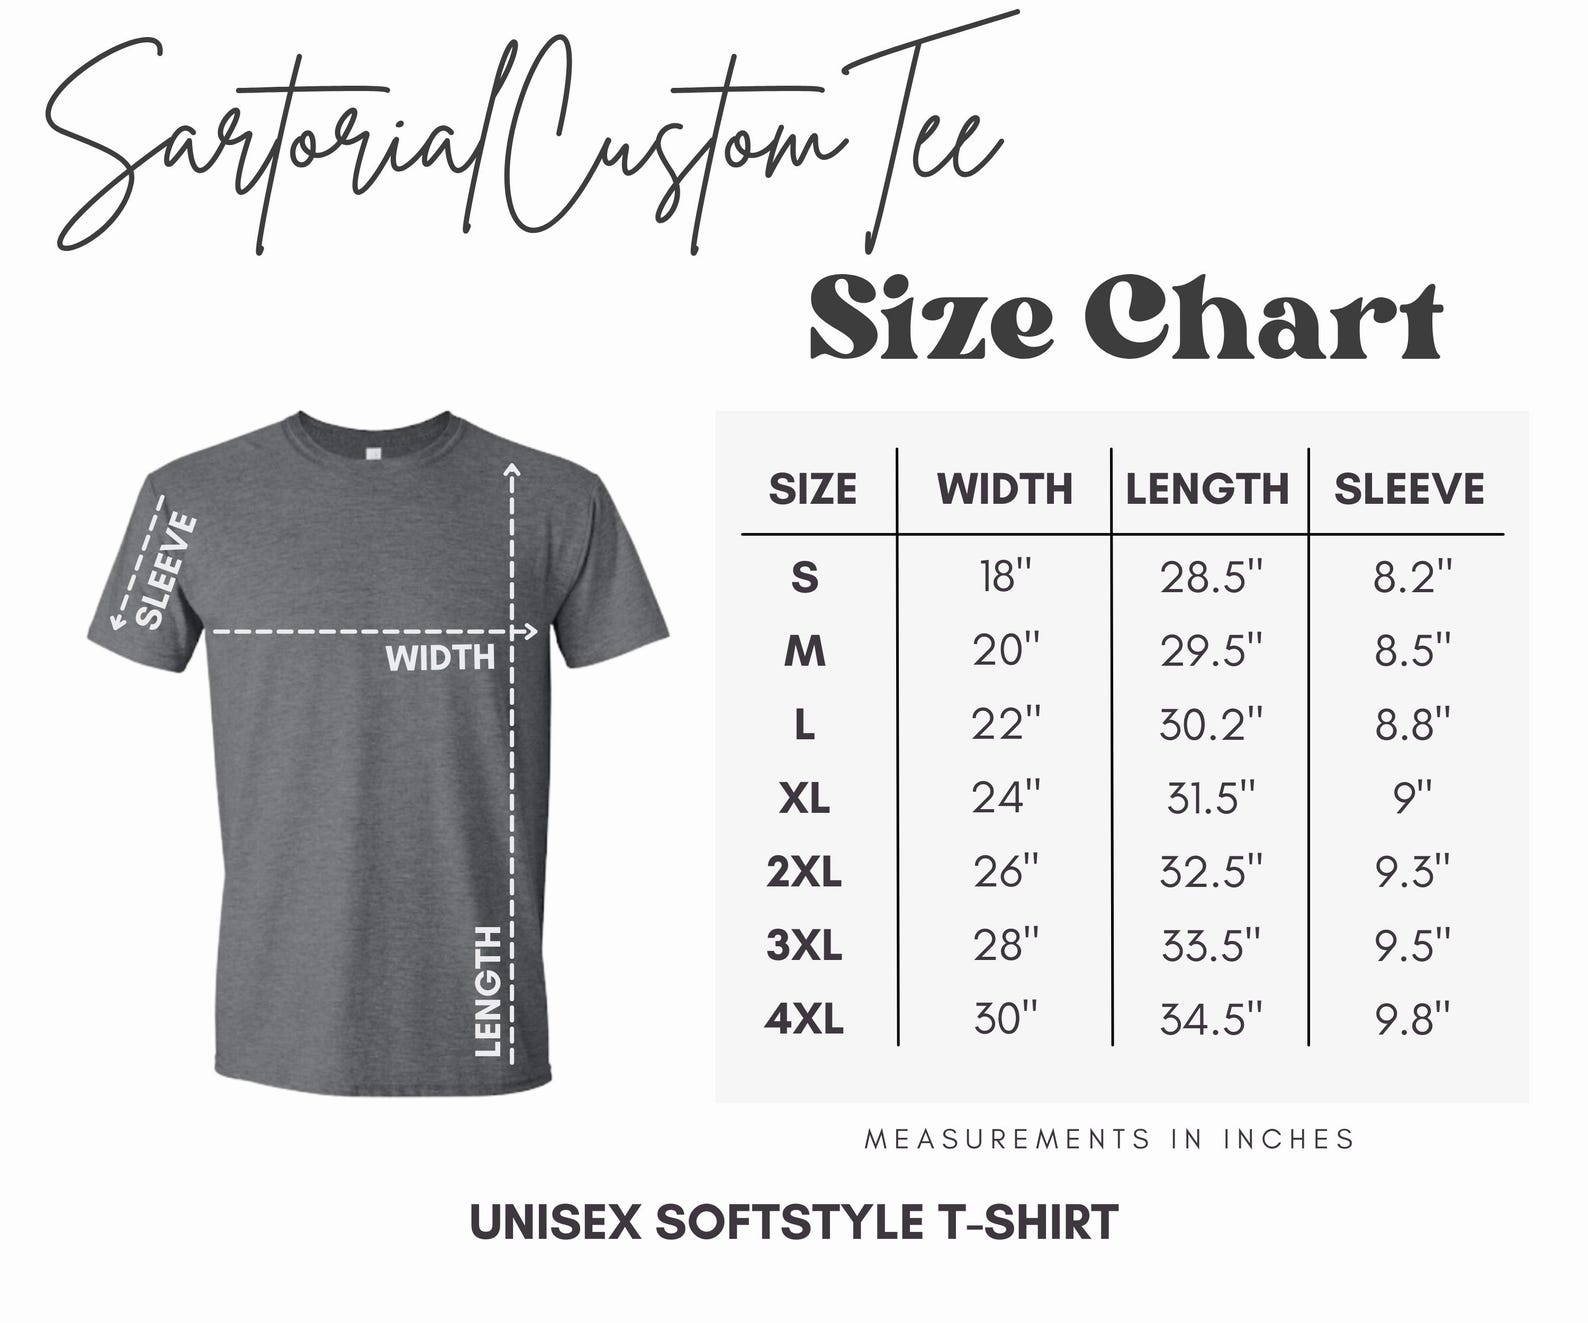 SartorialCustomTee
Size Chart
SLEEVE
WIDTH
LENGTH
SIZE WIDTH LENGTH SLEEVE
S 18" 28.5" 8.2"
M 20" 29.5" 8.5"
L 22" 30.2" 8.8"
XL 24" 31.5" 9"
2XL 26" 32.5" 9.3"
3XL 28" 33.5" 9.5"
4XL 30" 34.5" 9.8"
MEASUREMENTS IN INCHES
UNISEX SOFTSTYLE T-SHIRT